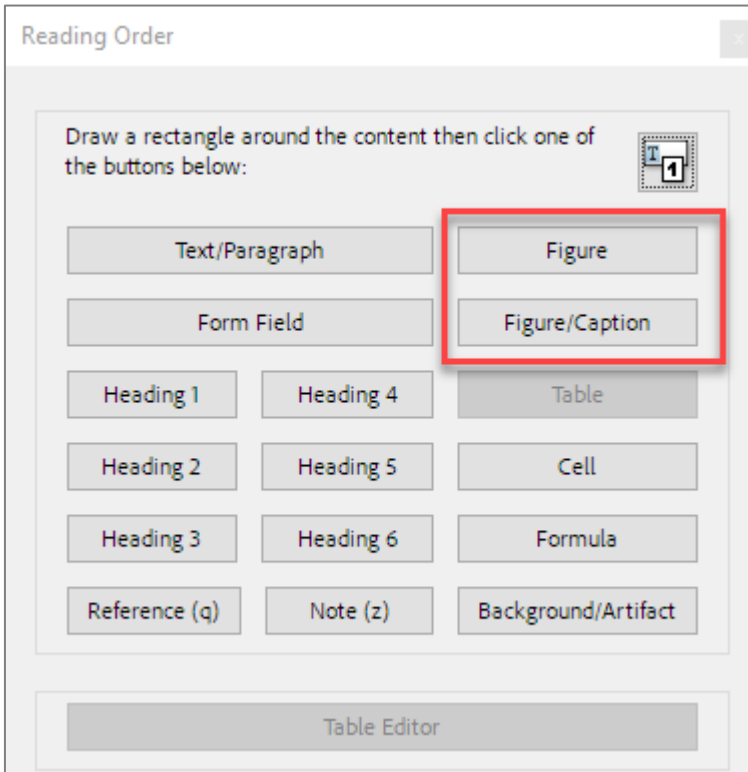 Reading Order
x
Draw a rectangle around the content then click one of
the buttons below:
T
1
Text/Paragraph
Figure
Form Field
Figure/Caption
Heading 1
Heading 4
Table
Heading 2
Heading 5
Cell
Heading 3
Heading 6
Formula
Reference (q)
Note (z)
Background/Artifact
Table Editor